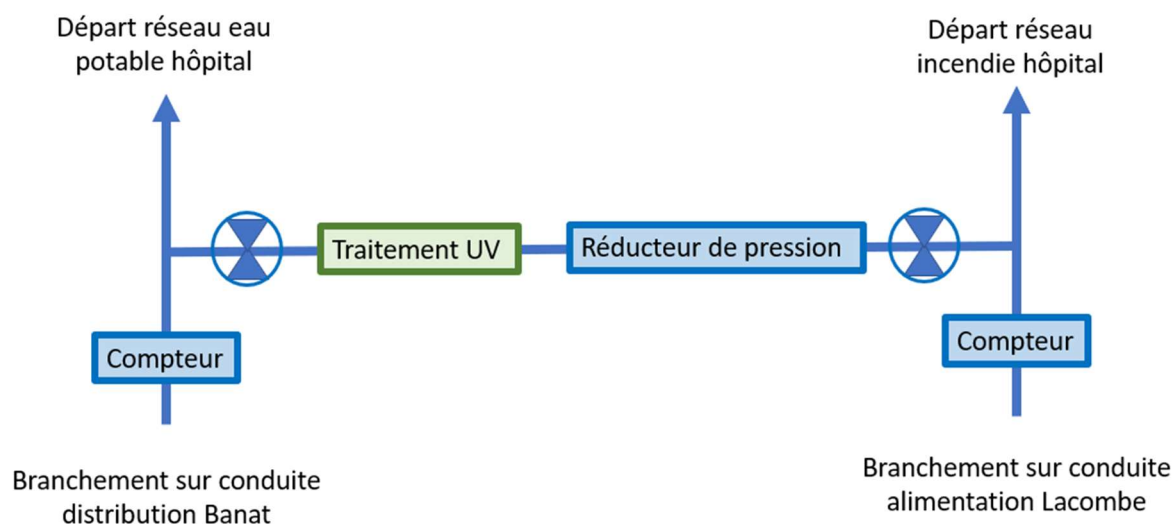 Départ réseau eau
potable hôpital
Départ réseau
incendie hôpital
Traitement UV
Réducteur de pression
Compteur
Compteur
Branchement sur conduite
distribution Banat
Branchement sur conduite
alimentation Lacombe